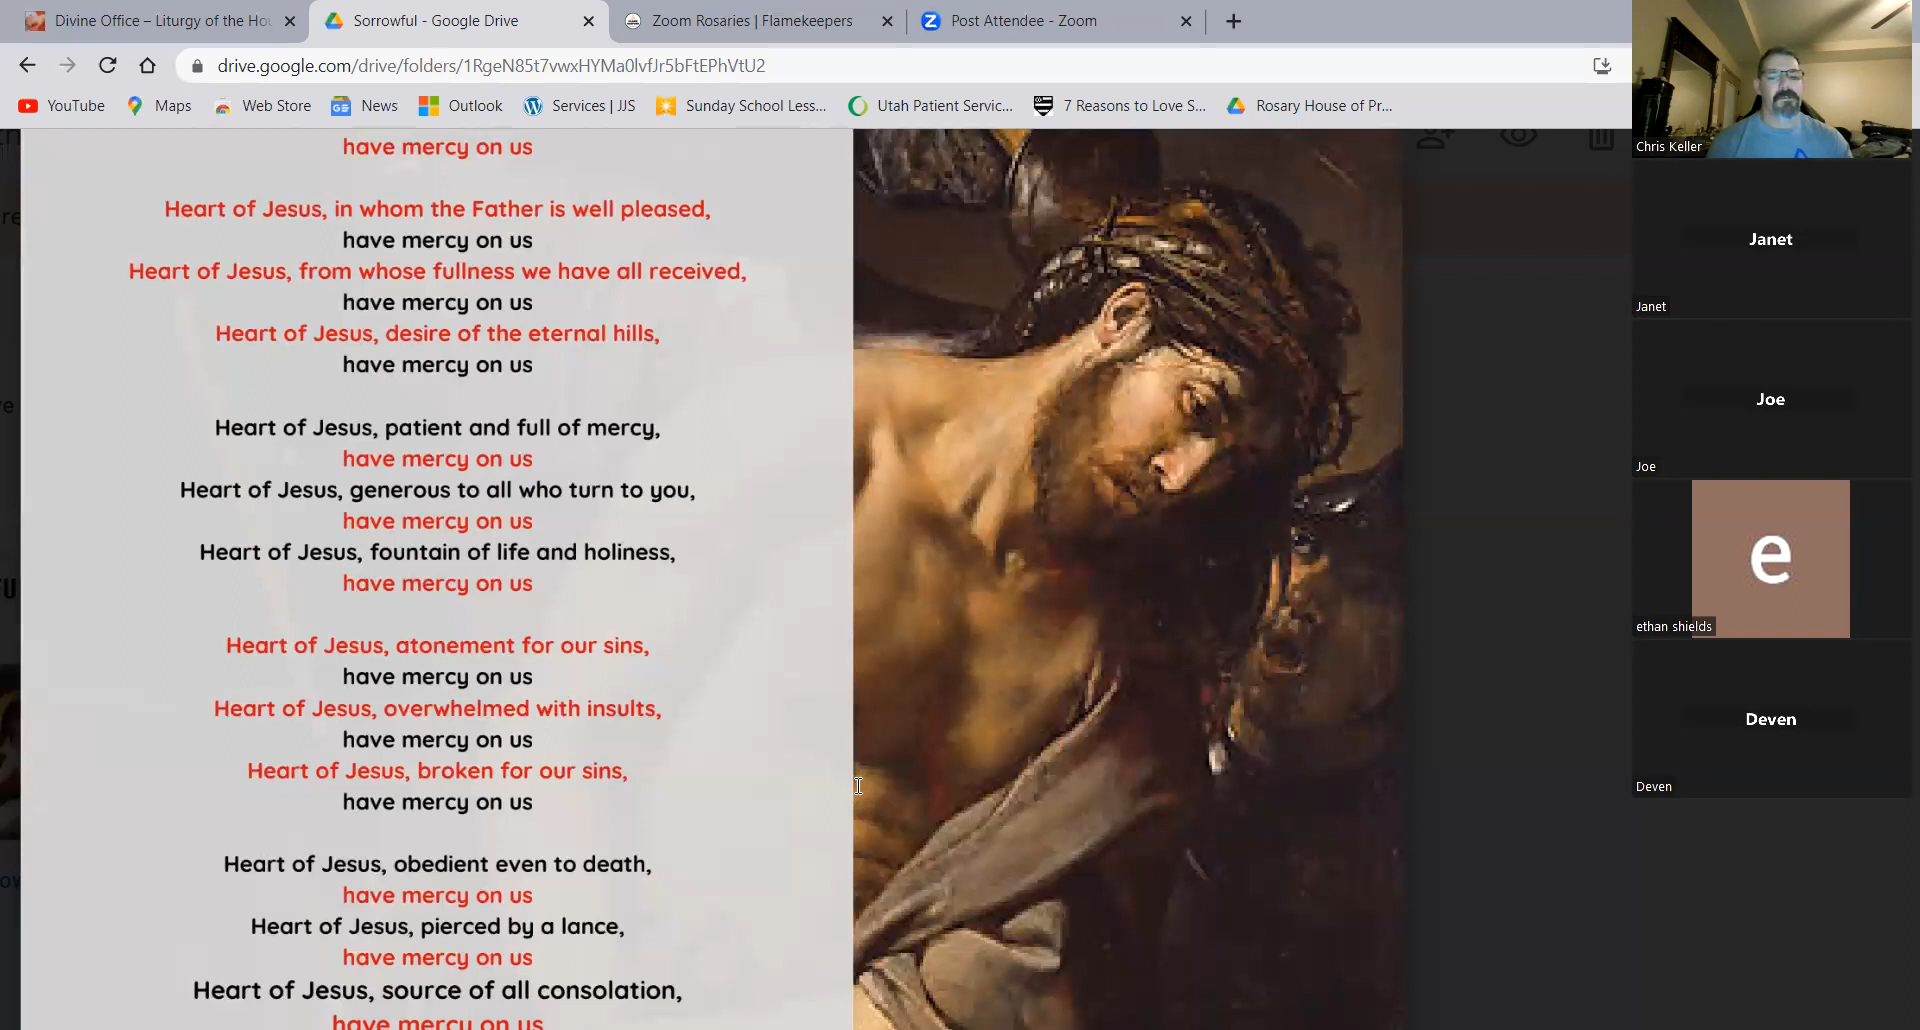 Divine Office – Liturgy of the Hou
Sorrowful - Google Drive
Zoom Rosaries | Flamekeepers
Post Attendee - Zoom
drive.google.com/drive/folders/1RgeN85t7vwxHYMa0lvfJr5bFtEPhVtU2
YouTube
Maps
Web Store
News
Outlook
Services | JJS
Sunday School Less...
Utah Patient Servic...
7 Reasons to Love S...
Rosary House of Pr...
have mercy on us
Heart of Jesus, in whom the Father is well pleased,
have mercy on us
Heart of Jesus, from whose fullness we have all received,
have mercy on us
Heart of Jesus, desire of the eternal hills,
have mercy on us
Heart of Jesus, patient and full of mercy,
have mercy on us
Heart of Jesus, generous to all who turn to you,
have mercy on us
Heart of Jesus, fountain of life and holiness,
have mercy on us
Heart of Jesus, atonement for our sins,
have mercy on us
Heart of Jesus, overwhelmed with insults,
have mercy on us
Heart of Jesus, broken for our sins,
have mercy on us
Heart of Jesus, obedient even to death,
have mercy on us
Heart of Jesus, pierced by a lance,
have mercy on us
Heart of Jesus, source of all consolation,
have mercy on us
Chris Keller
Janet
Janet
Joe
Joe
e
ethan shields
Deven
Deven